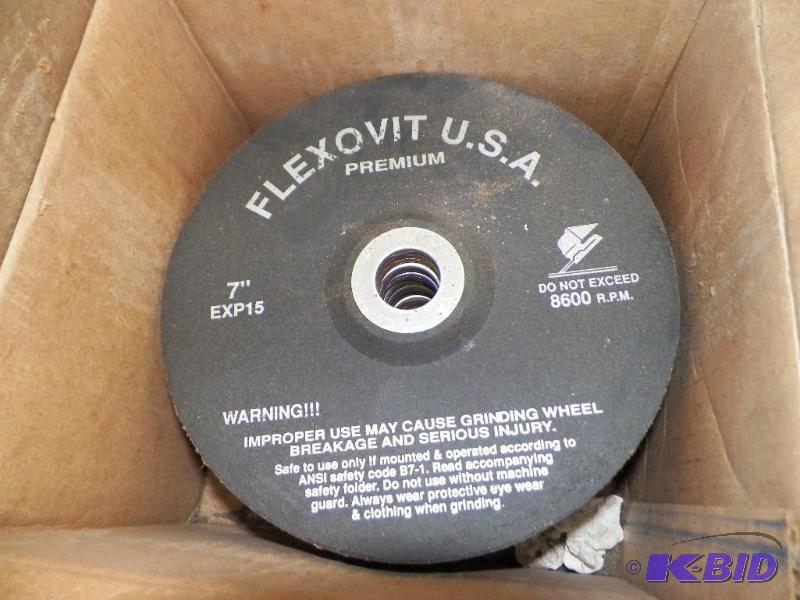 FLEXOVIT U.S.A.
PREMIUM
7"
EXP15
DO NOT EXCEED
8600 R.P.M.
WARNING!!!
IMPROPER USE MAY CAUSE GRINDING WHEEL
BREAKAGE AND SERIOUS INJURY.
Safe to use only if mounted & operated according to
ANSI safety code B7-1. Read accompanying
safety folder. Do not use without machine
guard. Always wear protective eye wear
& clothing when grinding.
© K-BID